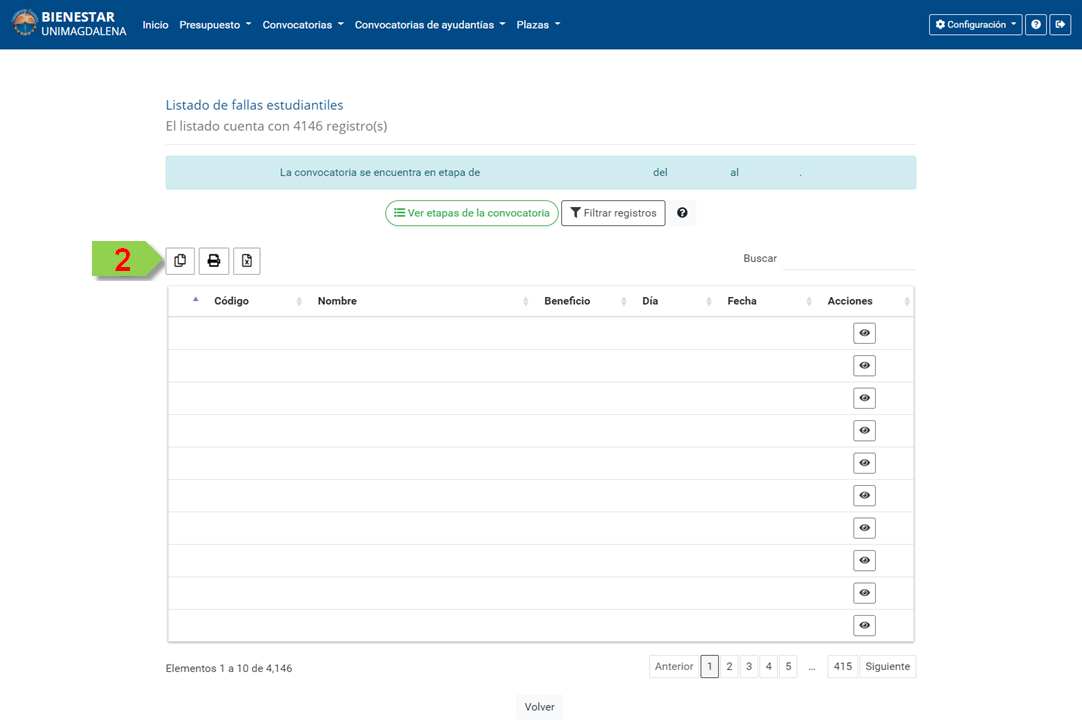 BIENESTAR
UNIMAGDALENA
Inicio Presupuesto Convocatorias Convocatorias de ayudantías Plazas Configuración
Listado de fallas estudiantiles
El listado cuenta con 4146 registro(s)
La convocatoria se encuentra en etapa de del al .
Ver etapas de la convocatoria Filtrar registros
2
Buscar
Código Nombre Beneficio Día Fecha Acciones
Elementos 1 a 10 de 4,146
Anterior 1 2 3 4 5 ... 415 Siguiente
Volver